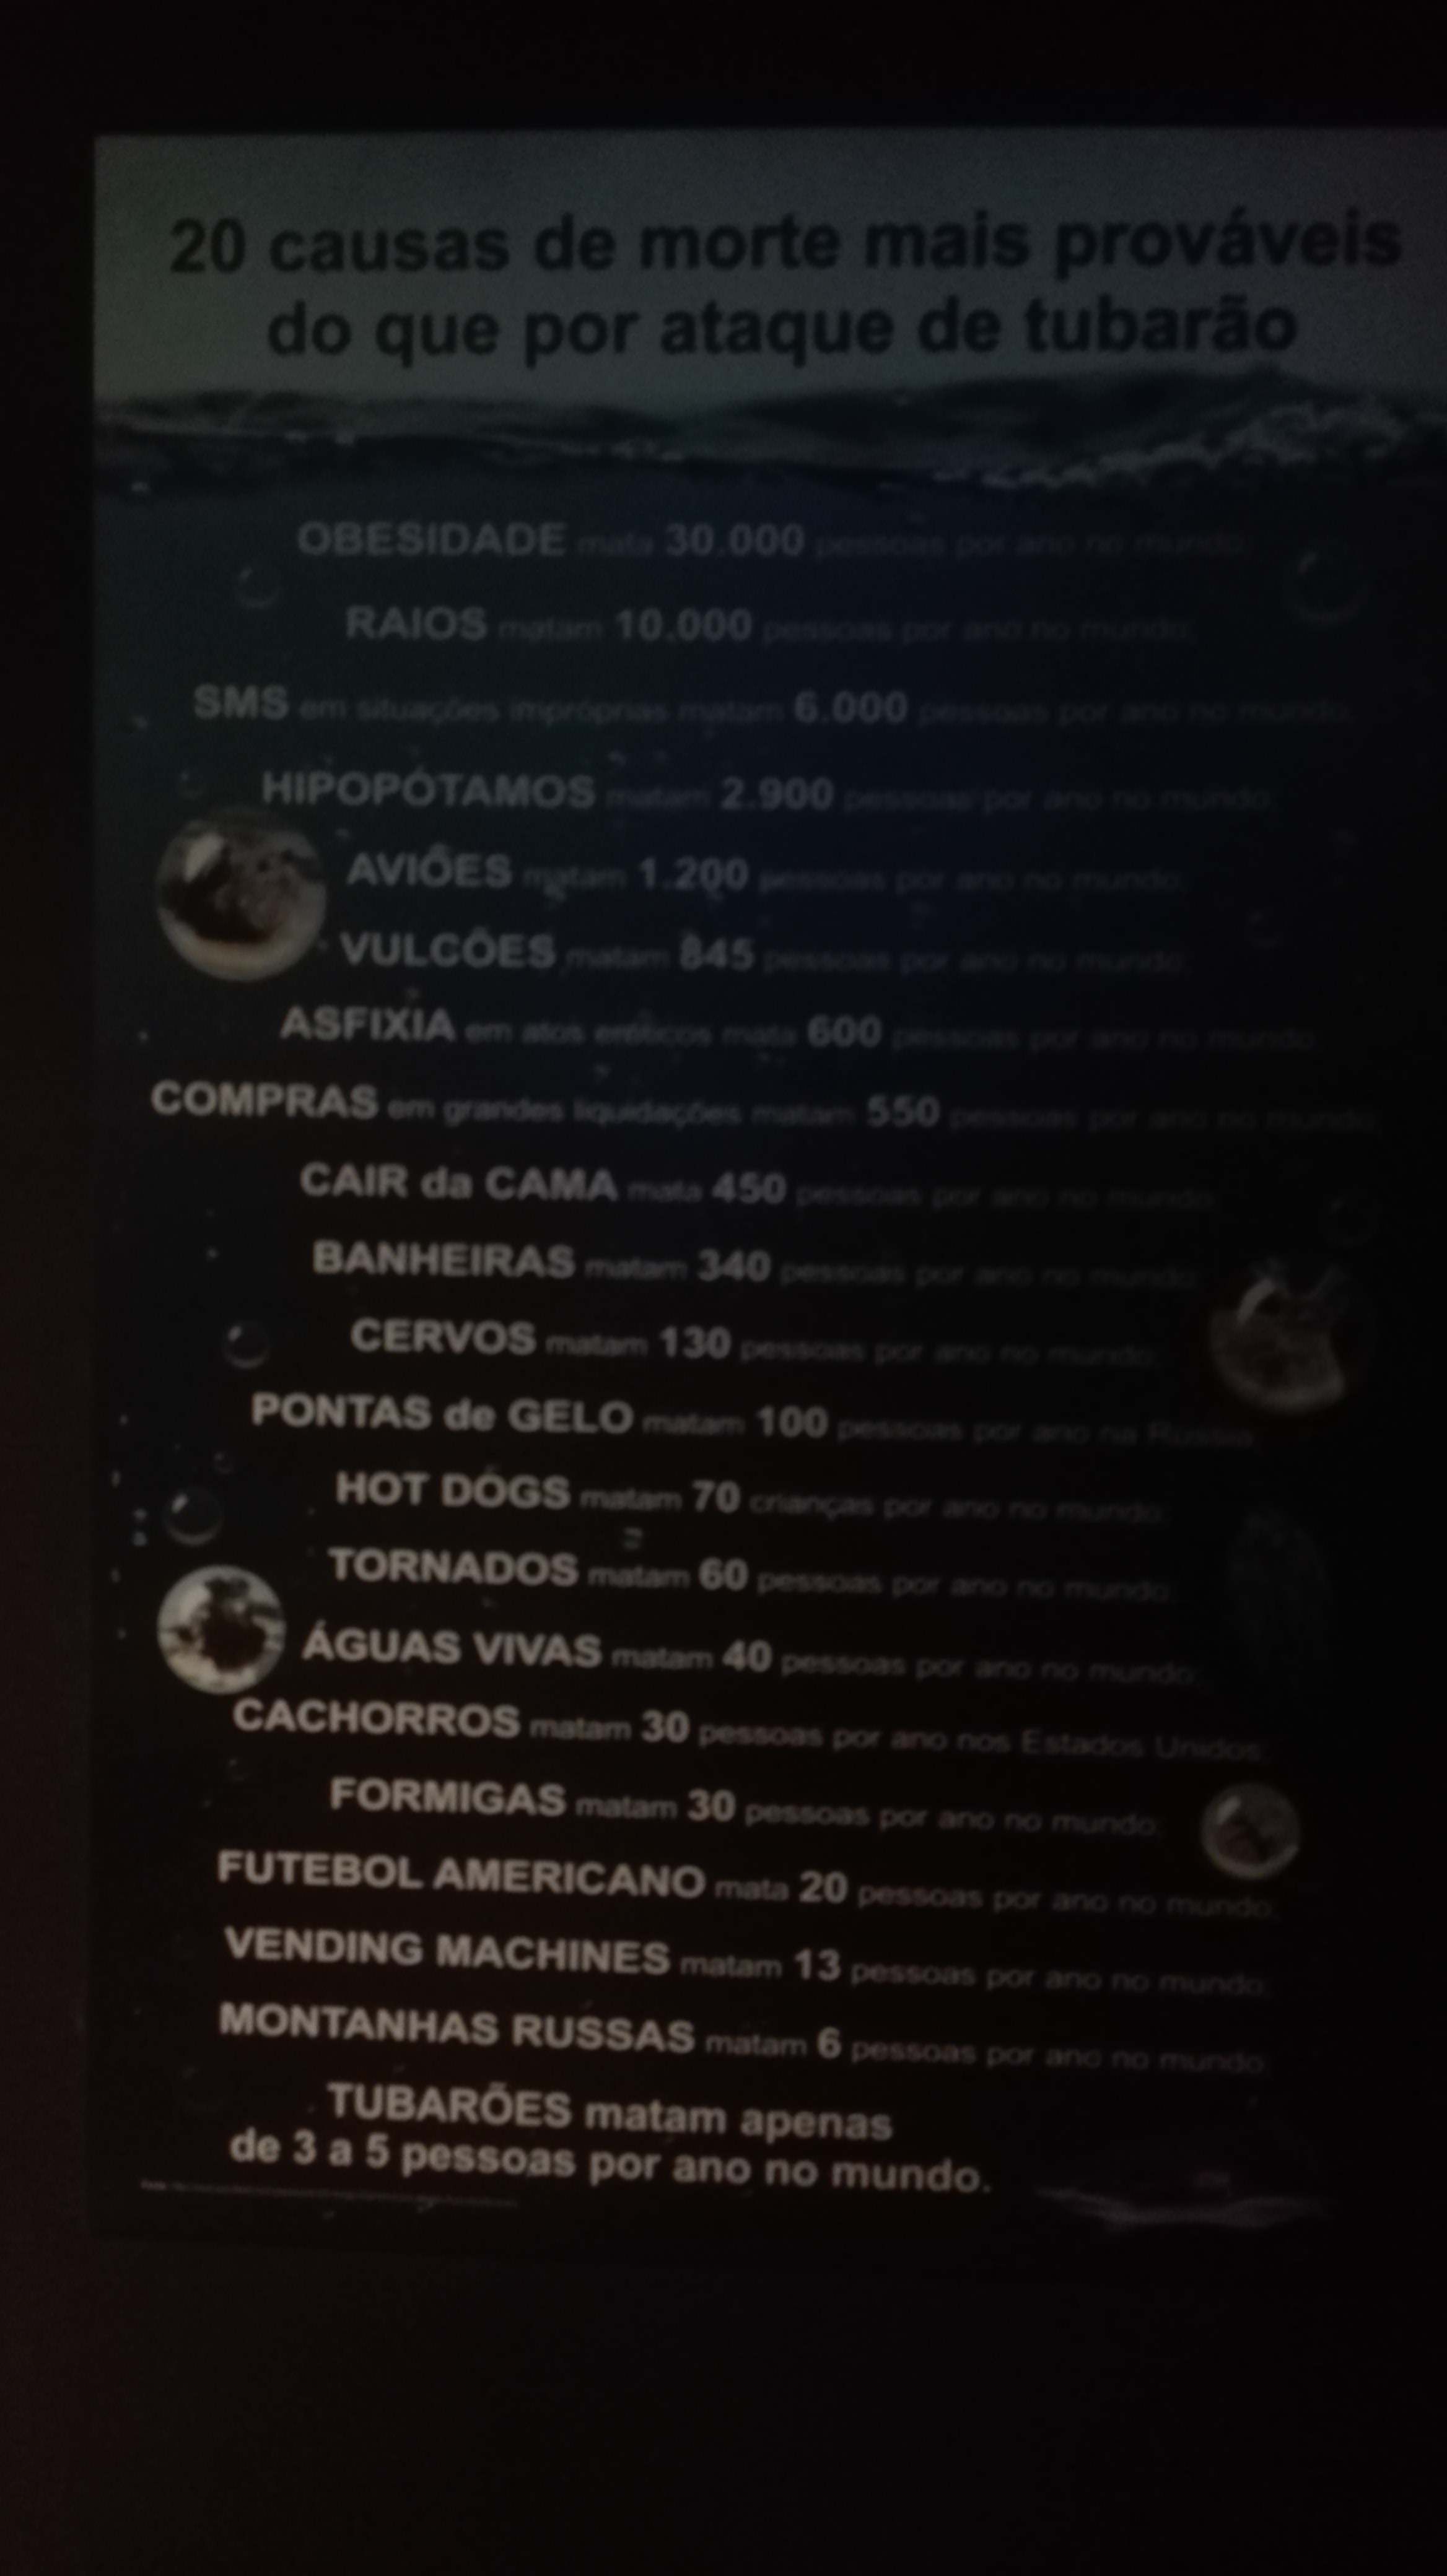 20 causas de morte mais prováveis
do que por ataque de tubarão
OBESIDADE mata 30.000 pessoas por ano no mundo;
RAIOS matam 10.000 pessoas por ano no mundo;
SMS em situações impróprias matam 6.000 pessoas por ano no mundo;
HIPOPÓTAMOS matam 2.900 pessoas por ano no mundo;
AVIÕES matam 1.200 pessoas por ano no mundo;
VULCÕES matam 845 pessoas por ano no mundo;
ASFIXIA em atos eróticos mata 600 pessoas por ano no mundo;
COMPRAS em grandes liquidações matam 550 pessoas por ano no mundo;
CAIR da CAMA mata 450 pessoas por ano no mundo;
BANHEIRAS matam 340 pessoas por ano no mundo;
CERVOS matam 130 pessoas por ano no mundo;
PONTAS de GELO matam 100 pessoas por ano na Rússia;
HOT DOGS matam 70 crianças por ano no mundo;
TORNADOS matam 60 pessoas por ano no mundo;
ÁGUAS VIVAS matam 40 pessoas por ano no mundo;
CACHORROS matam 30 pessoas por ano nos Estados Unidos;
FORMIGAS matam 30 pessoas por ano no mundo;
FUTEBOL AMERICANO mata 20 pessoas por ano no mundo;
VENDING MACHINES matam 13 pessoas por ano no mundo;
MONTANHAS RUSSAS matam 6 pessoas por ano no mundo;
TUBARÕES matam apenas
de 3 a 5 pessoas por ano no mundo.